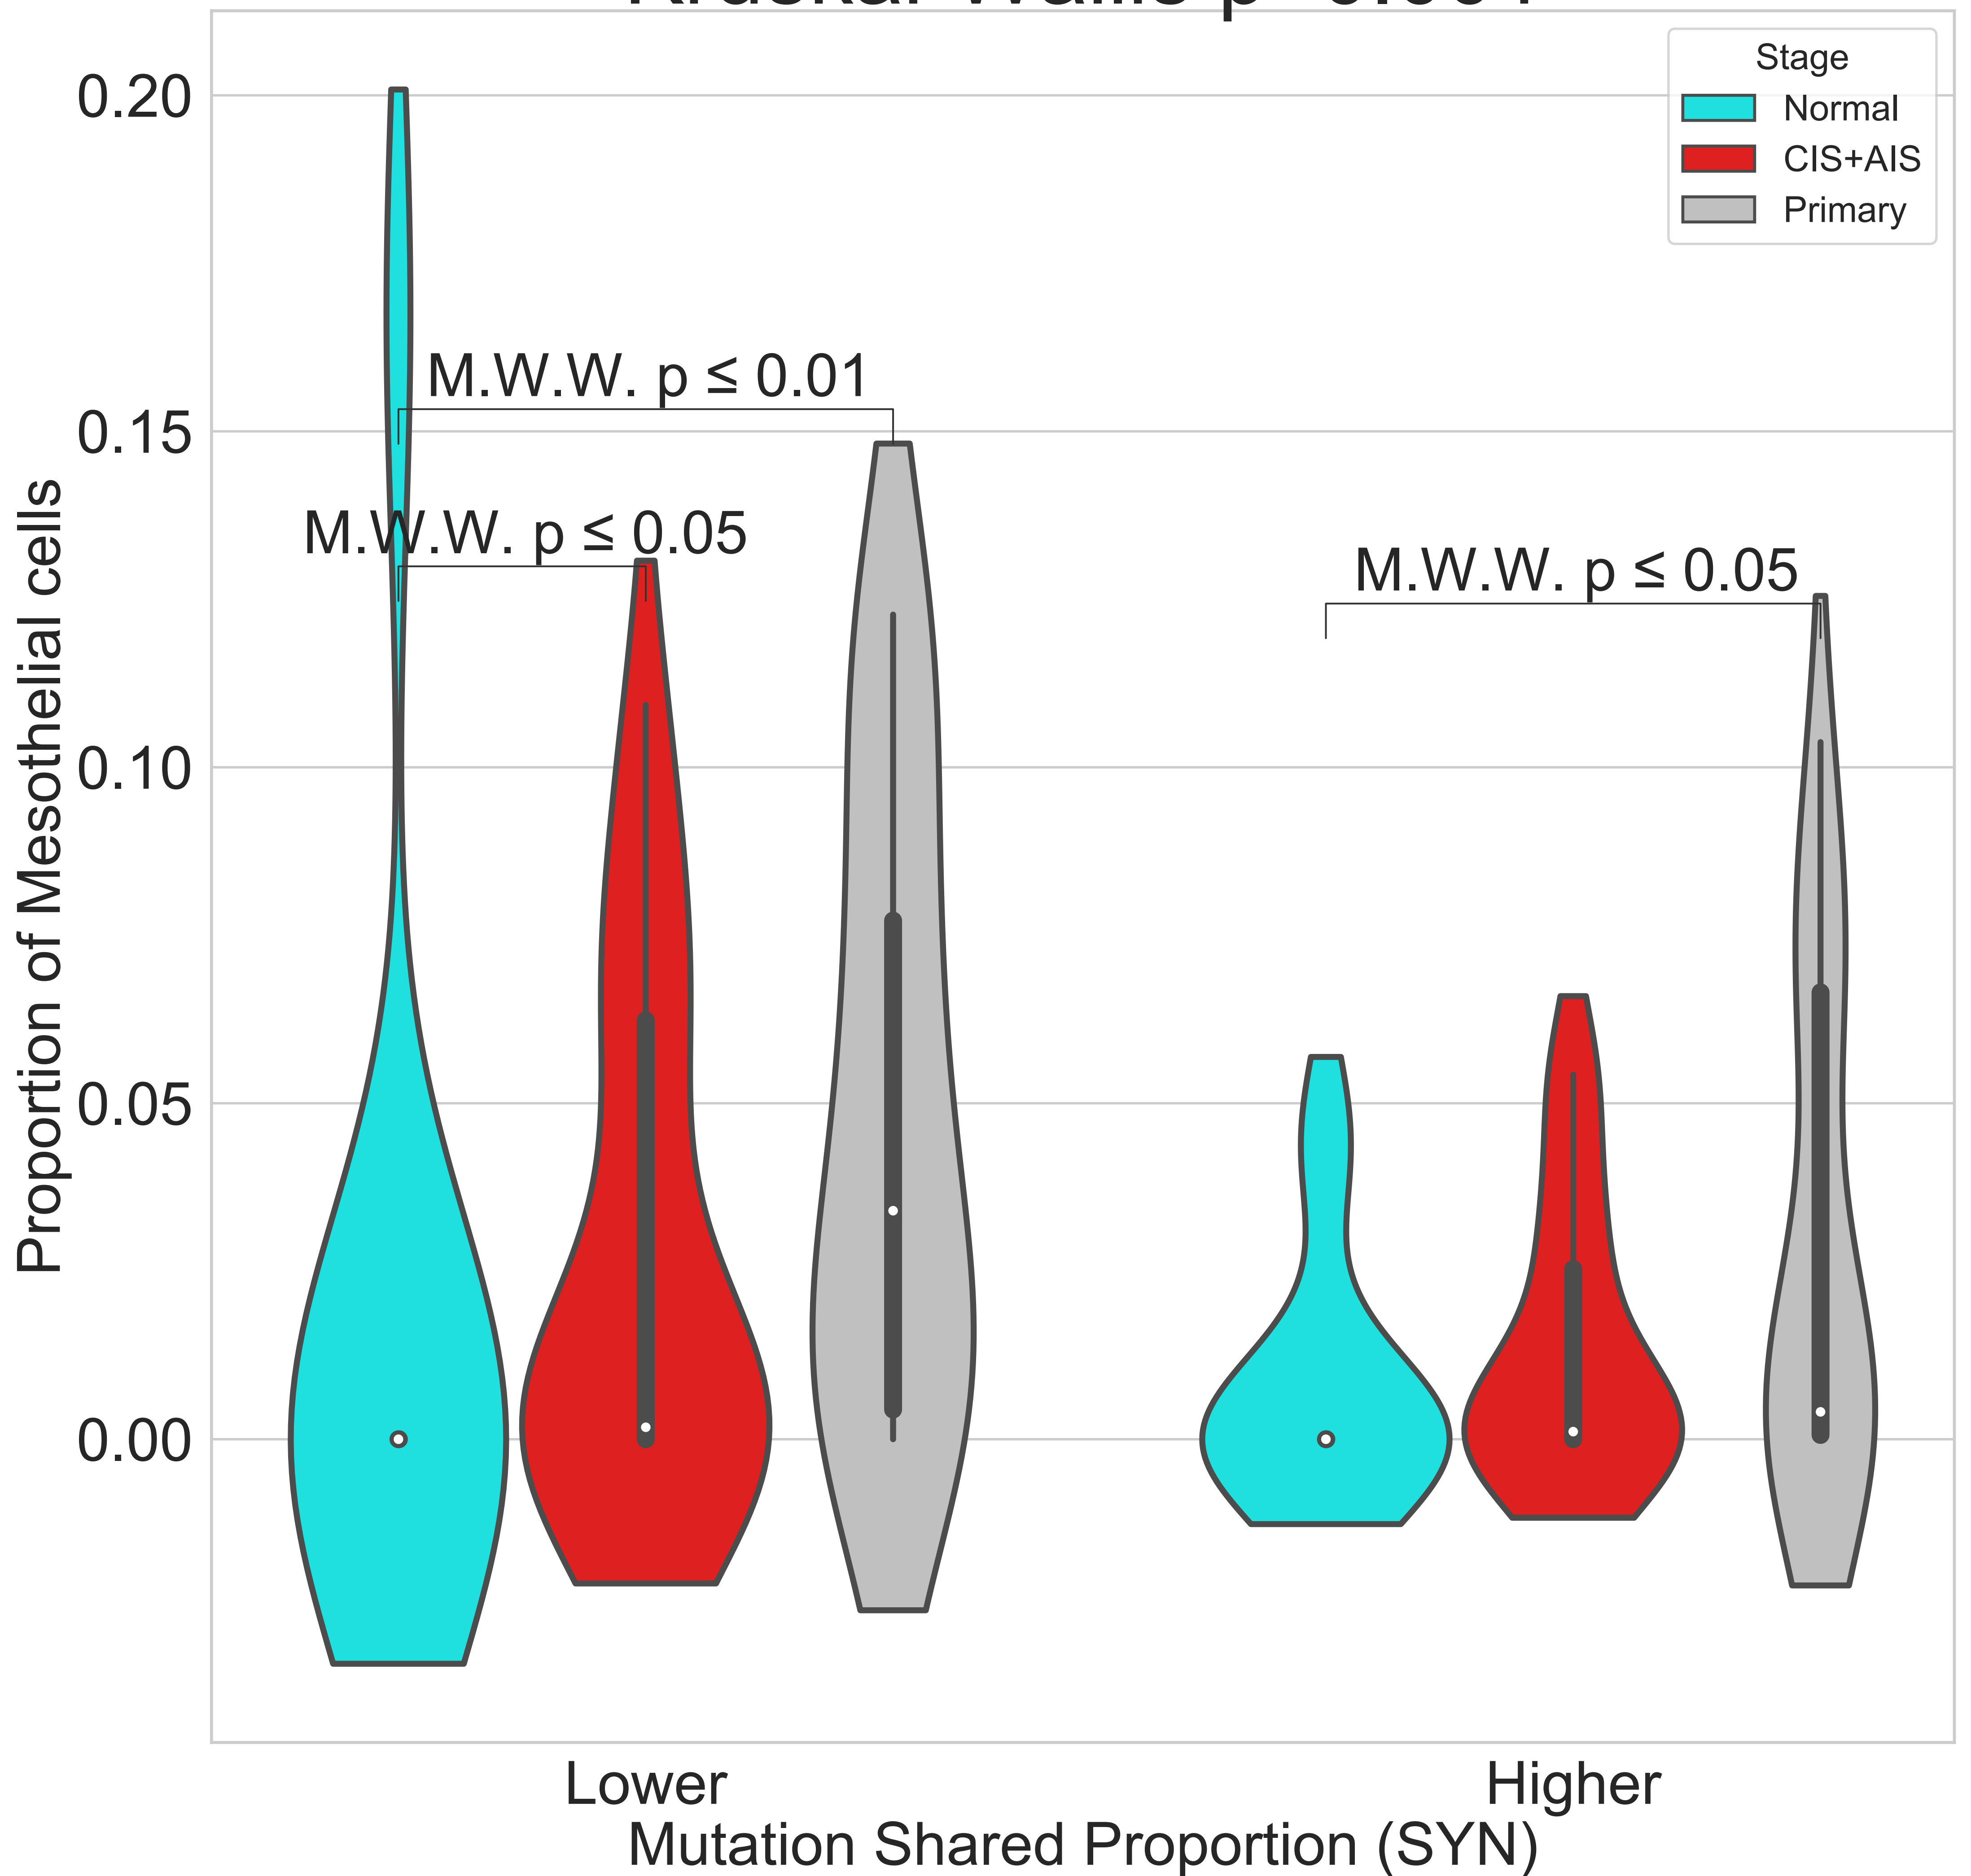 Stage
Normal
CIS+AIS
Primary
0.20
0.15
0.10
0.05
0.00
Proportion of Mesothelial cells
M.W.W. p ≤ 0.01
M.W.W. p ≤ 0.05
M.W.W. p ≤ 0.05
Lower
Higher
Mutation Shared Proportion (SYN)